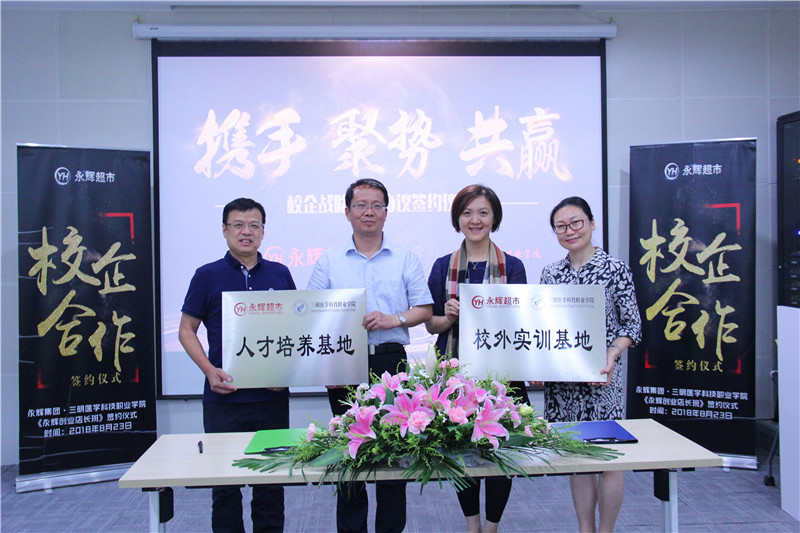 携手 聚势 共赢
校企战略
议签约仪
永辉
YH 永辉超市
校企
合作
签约仪式
永辉集团·三明医学科技职业学院
《永辉创业店长班》签约仪式
时间：2018年8月23日
YH 永辉超市 三明医学科技职业学院
人才培养基地
YH 永辉超市 三明医学科技职业学院
校外实训基地
YH 永辉超市
校企
合作
签约仪式
永辉集团·三明医学科技职业学院
《永辉创业店长班》签约仪式
时间：2018年8月23日